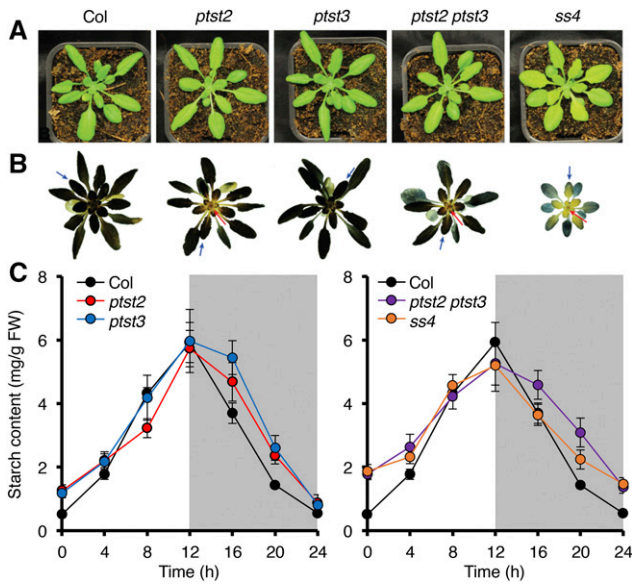 Col ptst2 ptst3 ptst2 ptst3 ss4
A
B
C
8
6
4
2
0
Starch content (mg/g FW)
Col
ptst2
ptst3
0 4 8 12 16 20 24
Time (h)
8
6
4
2
0
Col
ptst2 ptst3
ss4
0 4 8 12 16 20 24
Time (h)